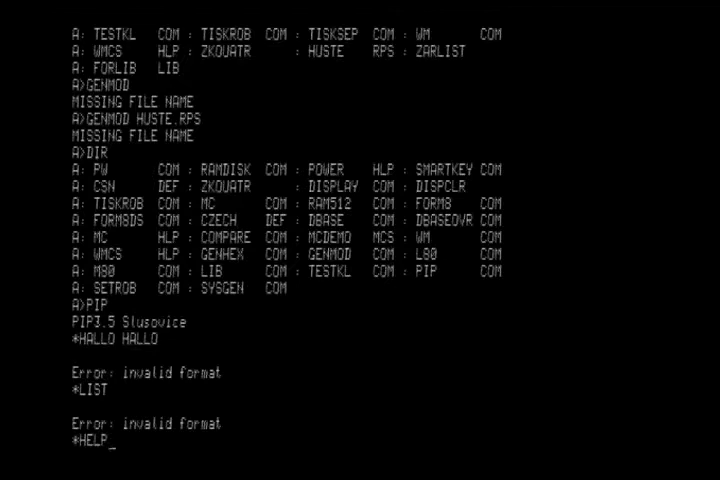 A: TESTKL   COM : TISKROB  COM : TISKSEP  COM : WM       COM
A: WMCS     HLP : ZKOUATR      : HUSTE    RPS : ZARLIST
A: FORLIB   LIB
A>GENMOD
MISSING FILE NAME
A>GENMOD HUSTE.RPS
MISSING FILE NAME
A>DIR
A: PW       COM : RAMDISK  COM : POWER    HLP : SMARTKEY COM
A: CSN      DEF : ZKOUATR      : DISPLAY  COM : DISPCLR
A: TISKROB  COM : MC       COM : RAM512   COM : FORM8    COM
A: FORM8DS  COM : CZECH    DEF : DBASE    COM : DBASEOVR COM
A: MC       HLP : COMPARE  COM : MCDEMO   MCS : WM       COM
A: WMCS     HLP : GENHEX   COM : GENMOD   COM : L80      COM
A: M80      COM : LIB      COM : TESTKL   COM : PIP      COM
A: SETROB   COM : SYSGEN   COM
A>PIP
PIP3.5 Slusovice
*HALLO HALLO
Error: invalid format
*LIST
Error: invalid format
*HELP_